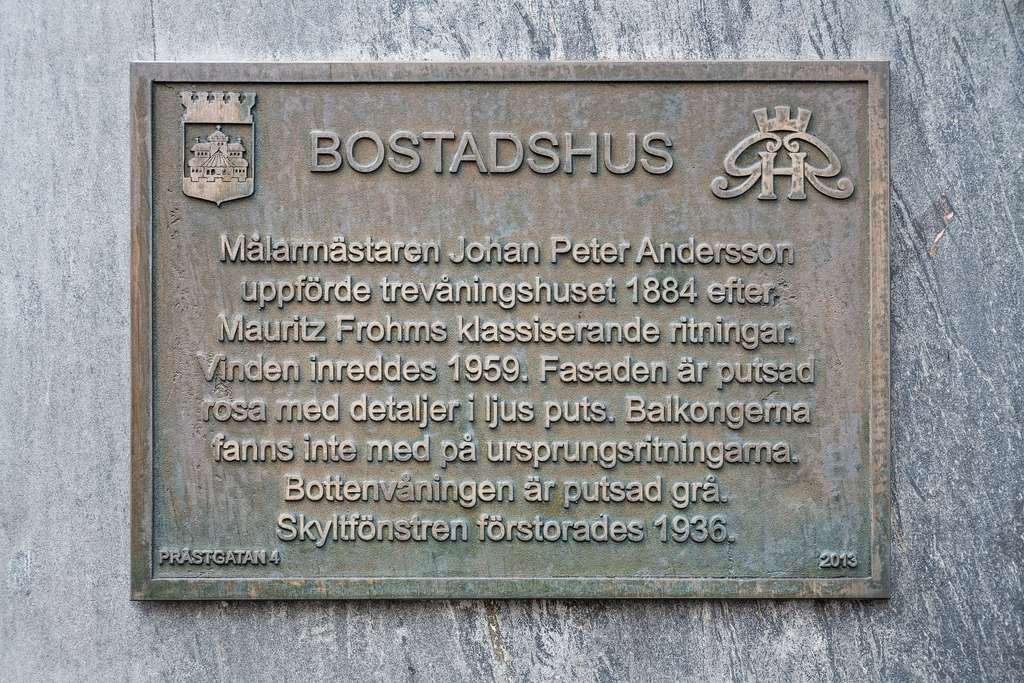 BOSTADSHUS
Målarmästaren Johan Peter Andersson
uppförde trevåningshuset 1884 efter
Mauritz Frohms klassiserande ritningar.
Vinden inreddes 1959. Fasaden är putsad
rosa med detaljer i ljus puts. Balkongerna
fanns inte med på ursprungsritningarna.
Bottenvåningen är putsad grå.
Skyltfönstren förstorades 1936.
PRÄSTGATAN 4
2013